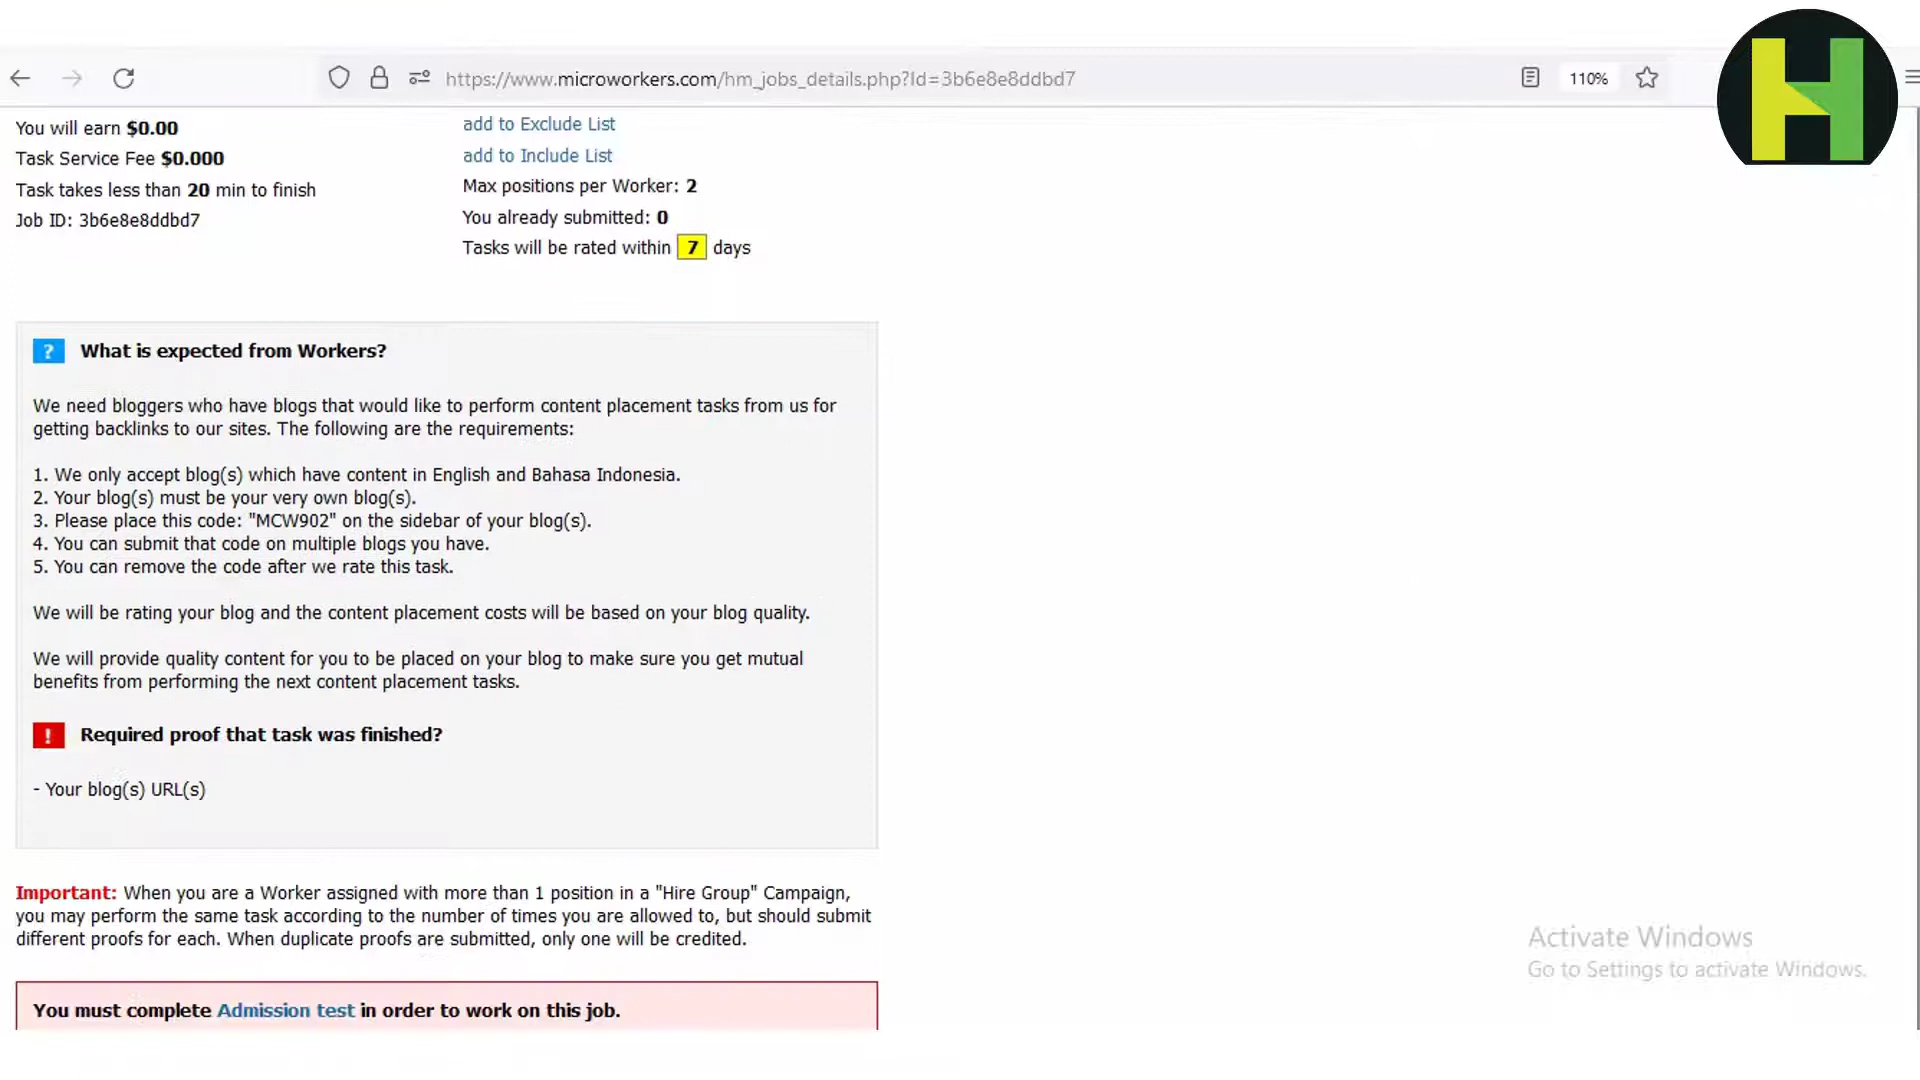 https://www.microworkers.com/hm_jobs_details.php?Id=3b6e8e8ddbd7
110%
H
You will earn $0.00
Task Service Fee $0.000
Task takes less than 20 min to finish
Job ID: 3b6e8e8ddbd7
add to Exclude List
add to Include List
Max positions per Worker: 2
You already submitted: 0
Tasks will be rated within 7 days
? What is expected from Workers?
We need bloggers who have blogs that would like to perform content placement tasks from us for
getting backlinks to our sites. The following are the requirements:
1. We only accept blog(s) which have content in English and Bahasa Indonesia.
2. Your blog(s) must be your very own blog(s).
3. Please place this code: "MCW902" on the sidebar of your blog(s).
4. You can submit that code on multiple blogs you have.
5. You can remove the code after we rate this task.
We will be rating your blog and the content placement costs will be based on your blog quality.
We will provide quality content for you to be placed on your blog to make sure you get mutual
benefits from performing the next content placement tasks.
! Required proof that task was finished?
- Your blog(s) URL(s)
Important: When you are a Worker assigned with more than 1 position in a "Hire Group" Campaign,
you may perform the same task according to the number of times you are allowed to, but should submit
different proofs for each. When duplicate proofs are submitted, only one will be credited.
You must complete Admission test in order to work on this job.
Activate Windows
Go to Settings to activate Windows.